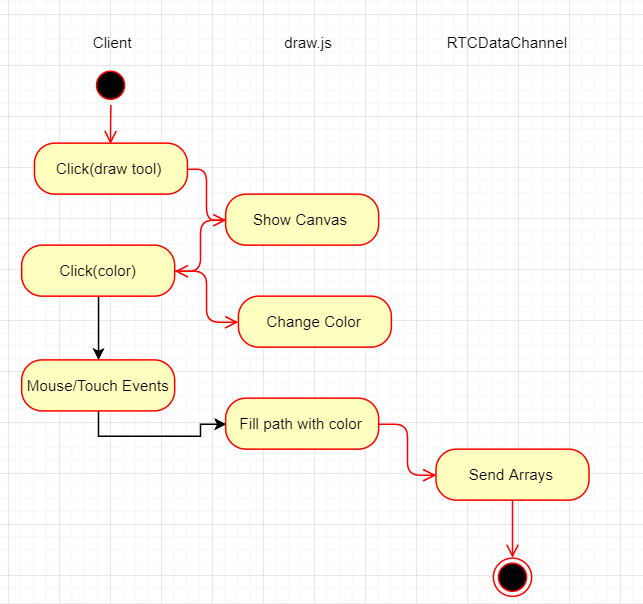 Client
draw.js
RTCDataChannel
Click(draw tool)
Show Canvas
Click(color)
Change Color
Mouse/Touch Events
Fill path with color
Send Arrays